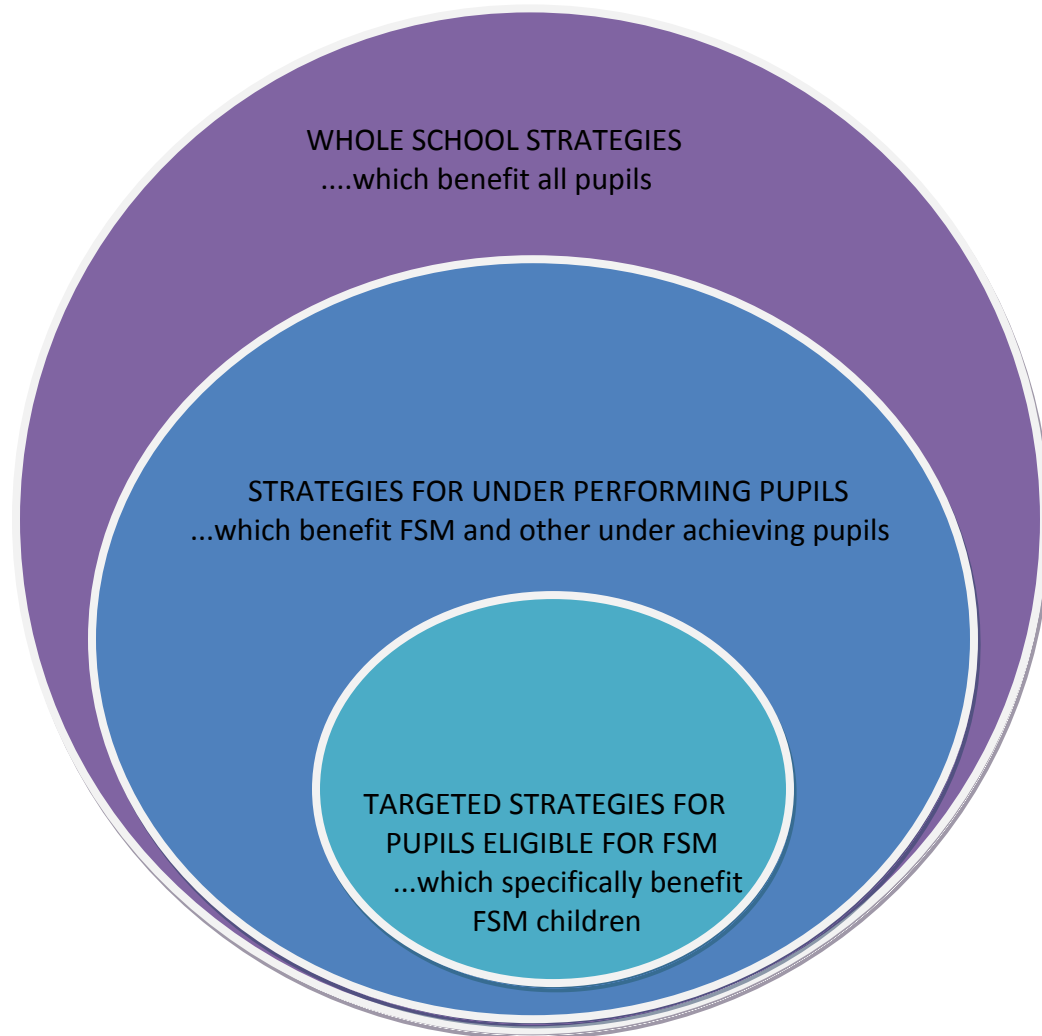 WHOLE SCHOOL STRATEGIES
....which benefit all pupils
STRATEGIES FOR UNDER PERFORMING PUPILS
...which benefit FSM and other under achieving pupils
TARGETED STRATEGIES FOR
PUPILS ELIGIBLE FOR FSM
...which specifically benefit
FSM children